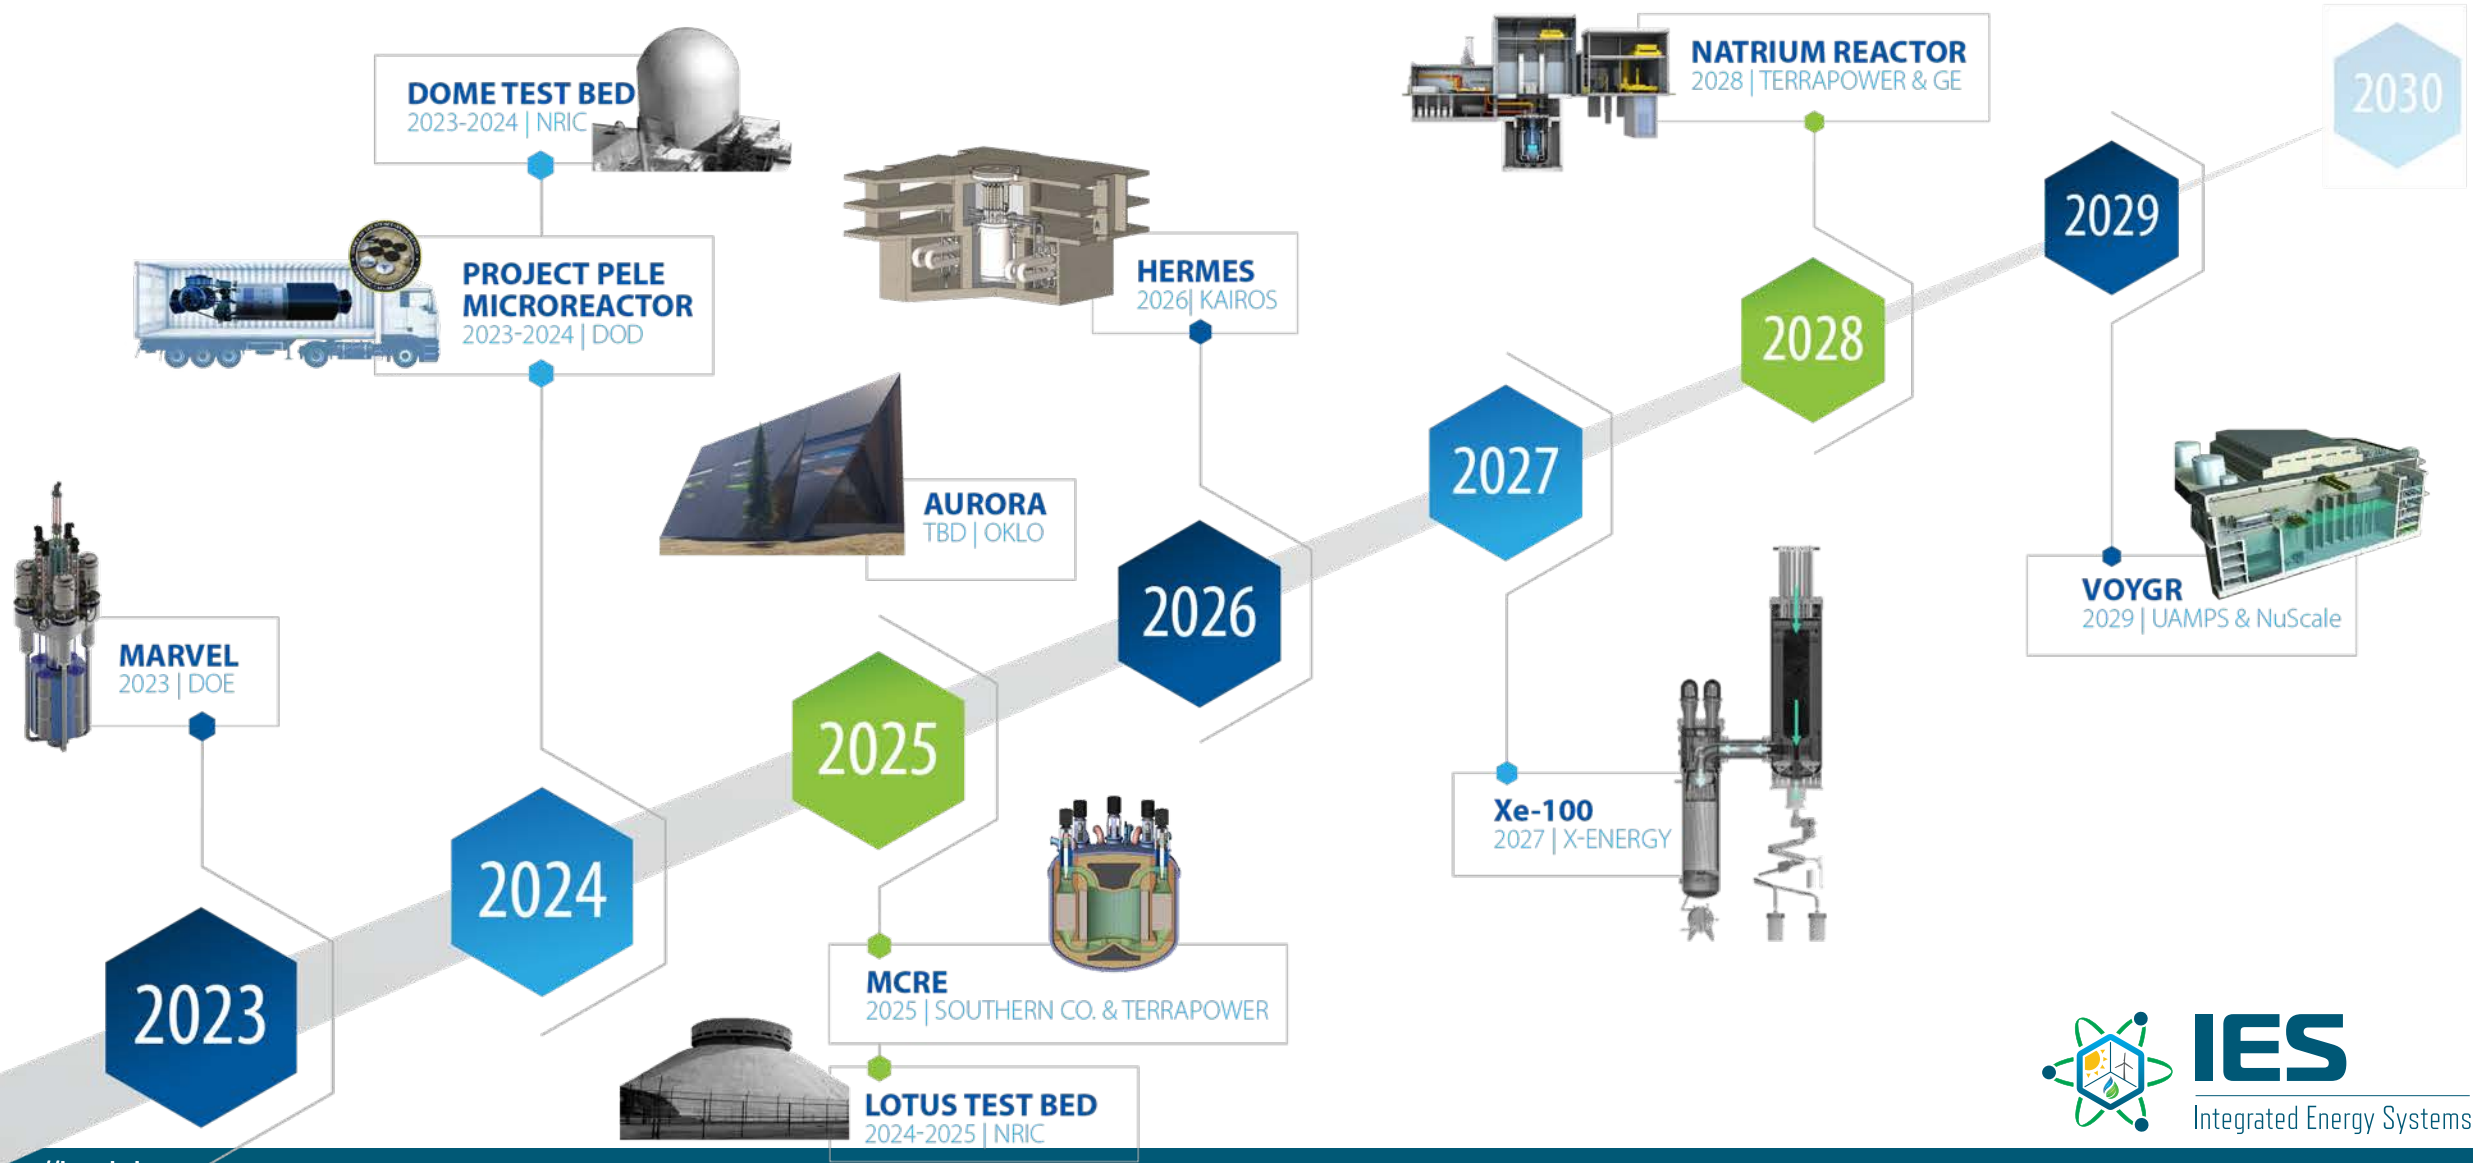 DOME TEST BED
2023-2024 | NRIC
PROJECT PELE
MICROREACTOR
2023-2024 | DOD
MARVEL
2023 | DOE
AURORA
TBD | OKLO
HERMES
2026| KAIROS
NATRIUM REACTOR
2028 | TERRAPOWER & GE
2023
2024
2025
2026
2027
2028
2029
2030
MCRE
2025 | SOUTHERN CO. & TERRAPOWER
LOTUS TEST BED
2024-2025 | NRIC
Xe-100
2027 | X-ENERGY
VOYGR
2029 | UAMPS & NuScale
IES
Integrated Energy Systems